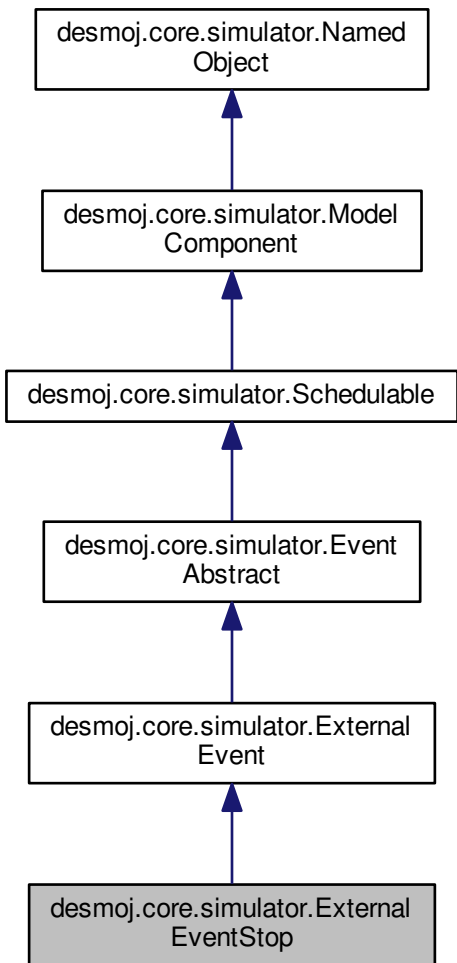 desmoj.core.simulator.Named
Object
desmoj.core.simulator.Model
Component
desmoj.core.simulator.Schedulable
desmoj.core.simulator.Event
Abstract
desmoj.core.simulator.External
Event
desmoj.core.simulator.External
EventStop